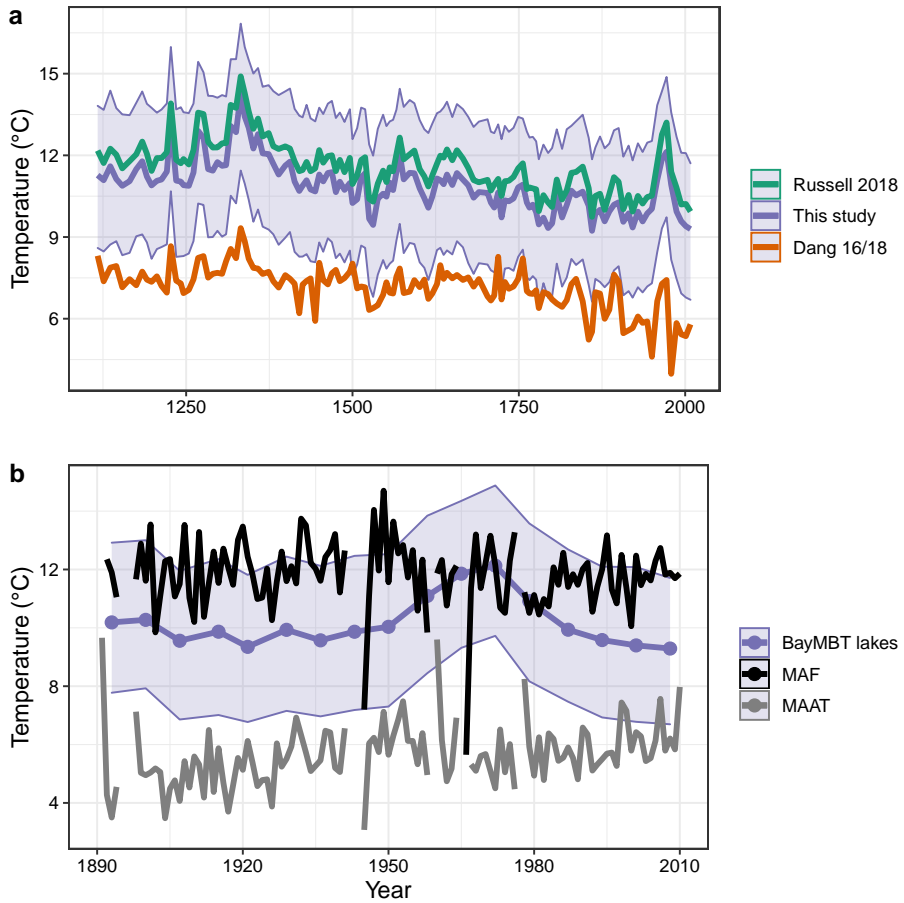 a
Temperature (°C)
15
12
9
6
1250 1500 1750 2000
Russell 2018
This study
Dang 16/18
b
Temperature (°C)
12
8
4
1890 1920 1950 1980 2010
Year
BayMBT lakes
MAF
MAAT